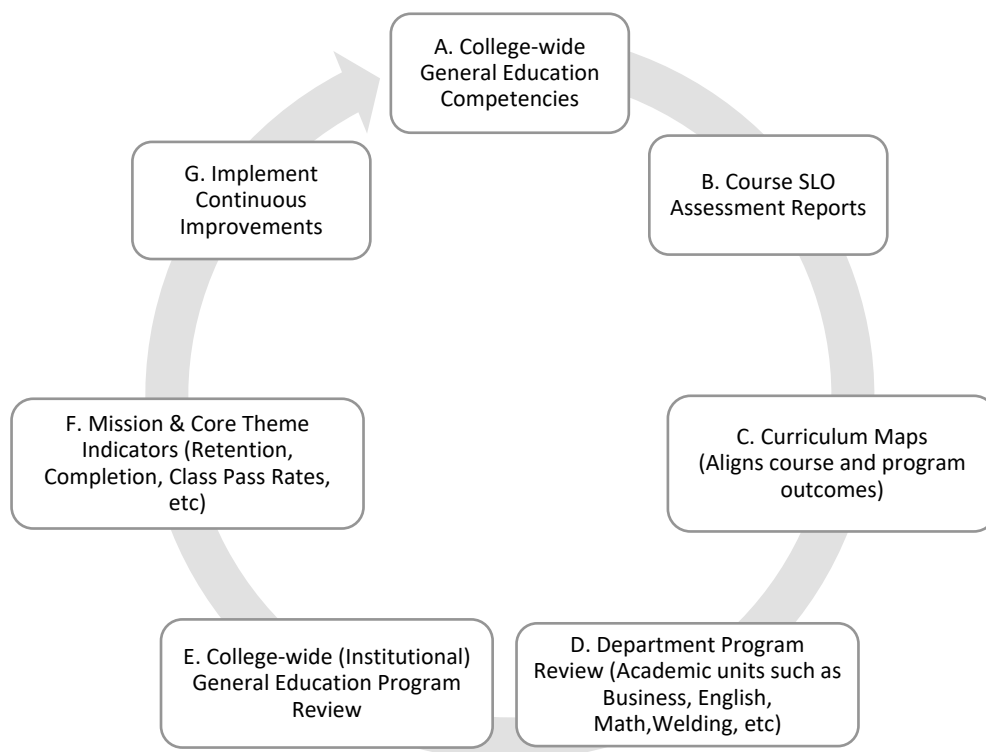 A. College-wide
General Education
Competencies
B. Course SLO
Assessment Reports
C. Curriculum Maps
(Aligns course and program
outcomes)
D. Department Program
Review (Academic units such as
Business, English,
Math,Welding, etc)
E. College-wide (Institutional)
General Education Program
Review
F. Mission & Core Theme
Indicators (Retention,
Completion, Class Pass Rates,
etc)
G. Implement
Continuous
Improvements